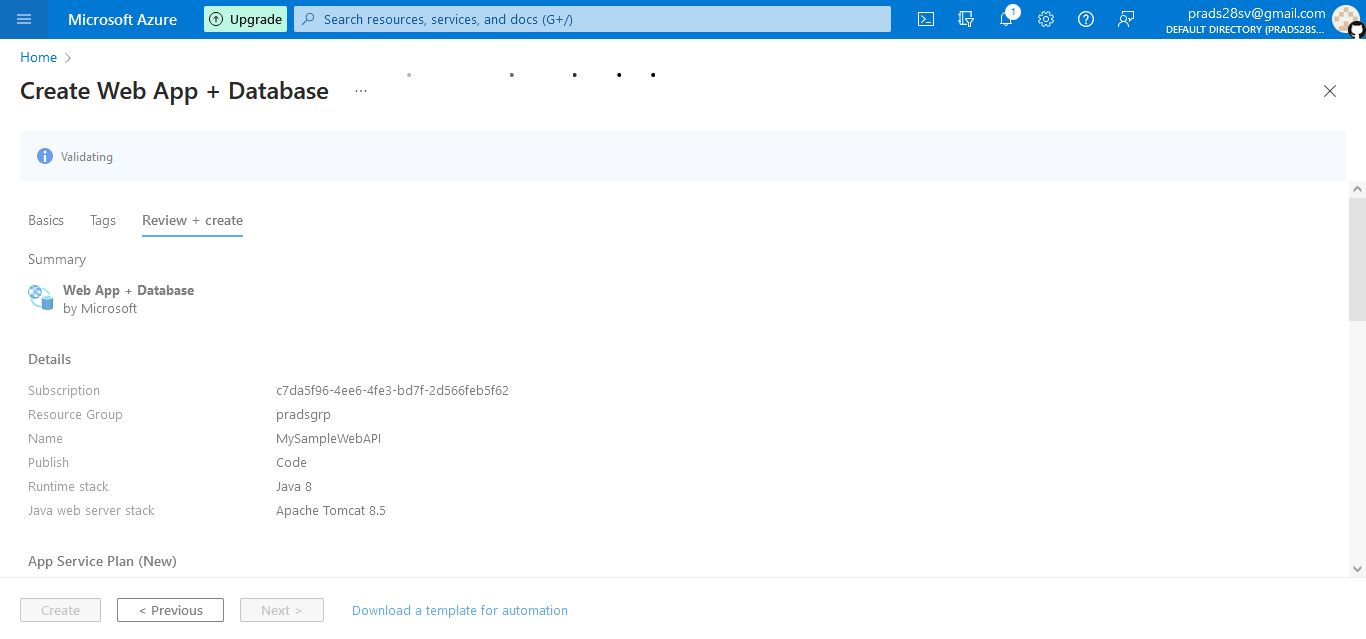 Microsoft Azure
Upgrade
Search resources, services, and docs (G+/)
1
prads28sv@gmail.com
DEFAULT DIRECTORY (PRADS28S...
Home
Create Web App + Database
...
Validating
Basics Tags Review + create
Summary
Web App + Database
by Microsoft
Details
Subscription c7da5f96-4ee6-4fe3-bd7f-2d566feb5f62
Resource Group pradsgrp
Name MySampleWebAPI
Publish Code
Runtime stack Java 8
Java web server stack Apache Tomcat 8.5
App Service Plan (New)
Create < Previous Next > Download a template for automation